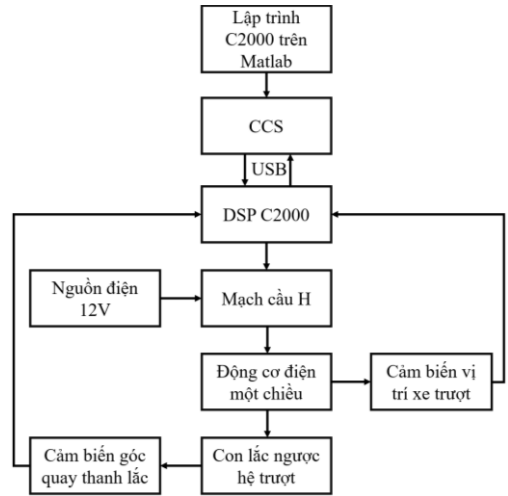 Lập trình
C2000 trên
Matlab
CCS
USB
DSP C2000
Nguồn điện
12V
Mạch cầu H
Động cơ điện
một chiều
Cảm biến vị
trí xe trượt
Cảm biến góc
quay thanh lắc
Con lắc ngược
hệ trượt